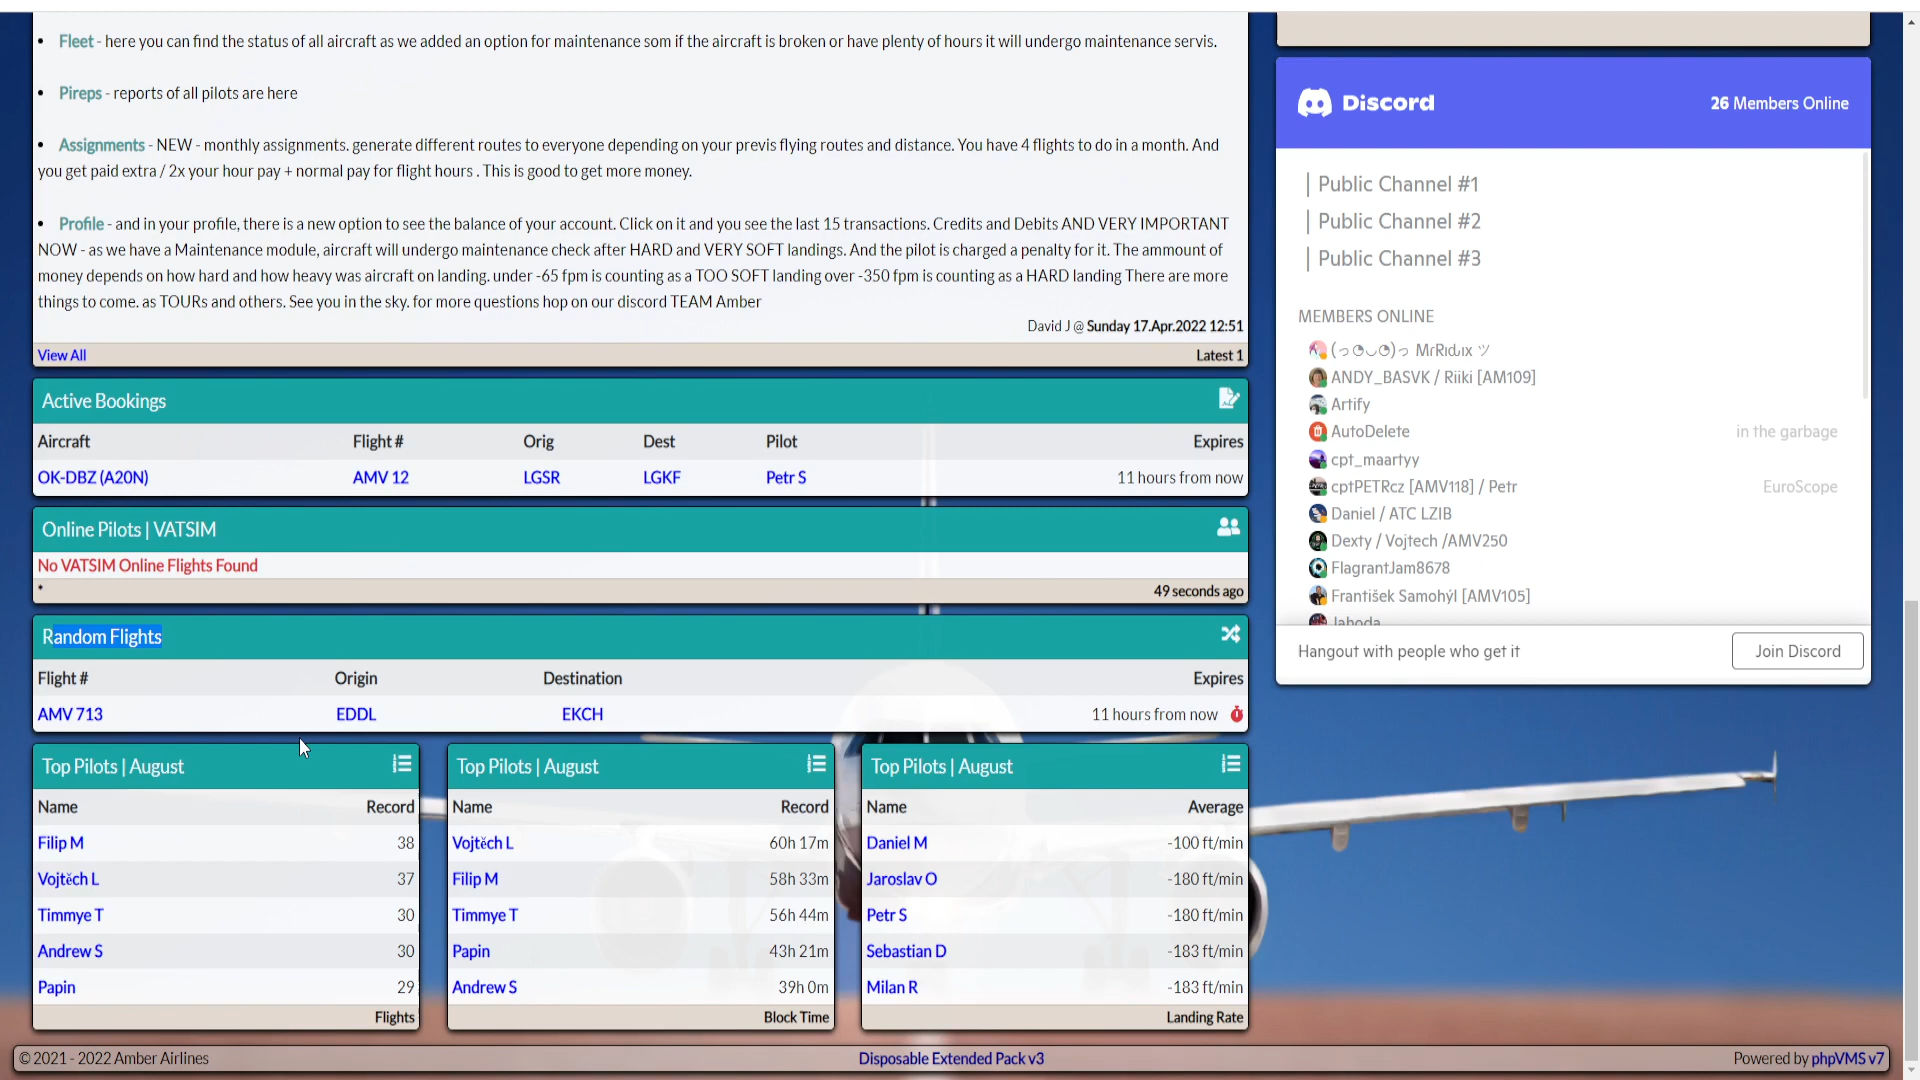 • Fleet - here you can find the status of all aircraft as we added an option for maintenance som if the aircraft is broken or have plenty of hours it will undergo maintenance servis.
• Pireps - reports of all pilots are here
• Assignments - NEW - monthly assignments. generate different routes to everyone depending on your previs flying routes and distance. You have 4 flights to do in a month. And
you get paid extra / 2x your hour pay + normal pay for flight hours . This is good to get more money.
• Profile - and in your profile, there is a new option to see the balance of your account. Click on it and you see the last 15 transactions. Credits and Debits AND VERY IMPORTANT
NOW - as we have a Maintenance module, aircraft will undergo maintenance check after HARD and VERY SOFT landings. And the pilot is charged a penalty for it. The ammount of
money depends on how hard and how heavy was aircraft on landing. under -65 fpm is counting as a TOO SOFT landing over -350 fpm is counting as a HARD landing There are more
things to come. as TOURs and others. See you in the sky. for more questions hop on our discord TEAM Amber
David J @ Sunday 17.Apr.2022 12:51
View All Latest 1
Active Bookings
Aircraft Flight # Orig Dest Pilot Expires
OK-DBZ (A20N) AMV 12 LGSR LGKF Petr S 11 hours from now
Online Pilots | VATSIM
No VATSIM Online Flights Found
* 49 seconds ago
Random Flights
Flight # Origin Destination Expires
AMV 713 EDDL EKCH 11 hours from now
Top Pilots | August
Name Record
Filip M 38
Vojtěch L 37
Timmye T 30
Andrew S 30
Papin 29
Flights
Top Pilots | August
Name Record
Vojtěch L 60h 17m
Filip M 58h 33m
Timmye T 56h 44m
Papin 43h 21m
Andrew S 39h 0m
Block Time
Top Pilots | August
Name Average
Daniel M -100 ft/min
Jaroslav O -180 ft/min
Petr S -180 ft/min
Sebastian D -183 ft/min
Milan R -183 ft/min
Landing Rate
Discord 26 Members Online
Public Channel #1
Public Channel #2
Public Channel #3
MEMBERS ONLINE
(っ◔◡◔)っ MrRıdıx ツ
ANDY_BASVK / Riiki [AM109]
Artify
AutoDelete in the garbage
cpt_maartyy
cptPETRcz [AMV118] / Petr EuroScope
Daniel / ATC LZIB
Dexty / Vojtech /AMV250
FlagrantJam8678
František Samohýl [AMV105]
Jahoda
Hangout with people who get it Join Discord
© 2021 - 2022 Amber Airlines Disposable Extended Pack v3 Powered by phpVMS v7